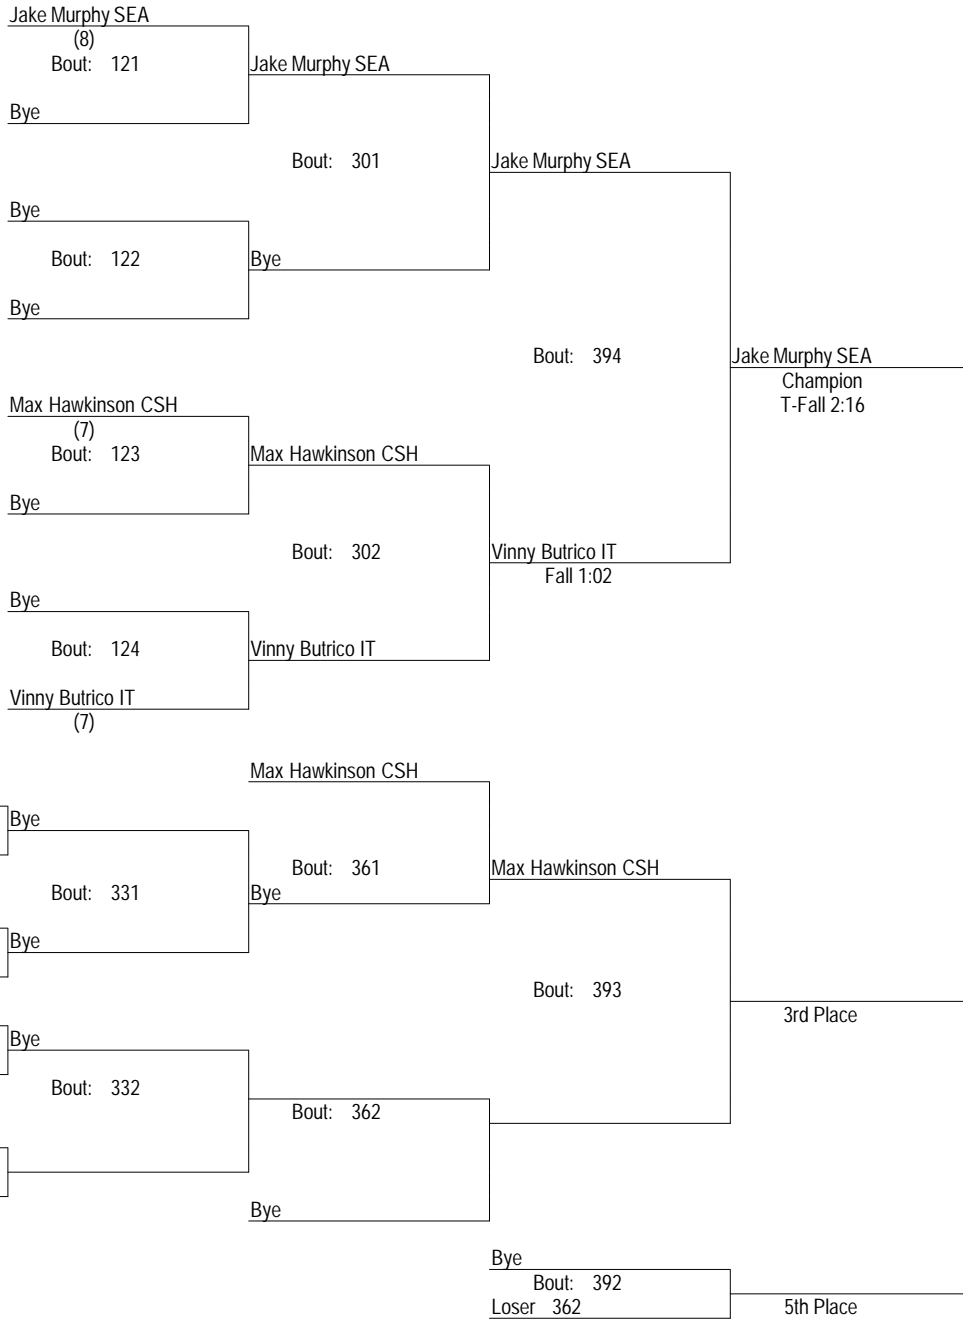 Jake Murphy SEA
(8)
Bout: 121
Jake Murphy SEA
Bye
Bout: 301
Jake Murphy SEA
Bye
Bout: 122
Bye
Bye
Bout: 394
Jake Murphy SEA
Champion
T-Fall 2:16
Max Hawkinson CSH
(7)
Bout: 123
Max Hawkinson CSH
Bye
Bout: 302
Vinny Butrico IT
Fall 1:02
Bye
Bout: 124
Vinny Butrico IT
Vinny Butrico IT
(7)
Max Hawkinson CSH
Bye
Bout: 361
Max Hawkinson CSH
Bout: 331
Bye
Bye
Bout: 393
3rd Place
Bye
Bout: 332
Bout: 362
Bye
Bye
Bout: 392
Loser 362
5th Place